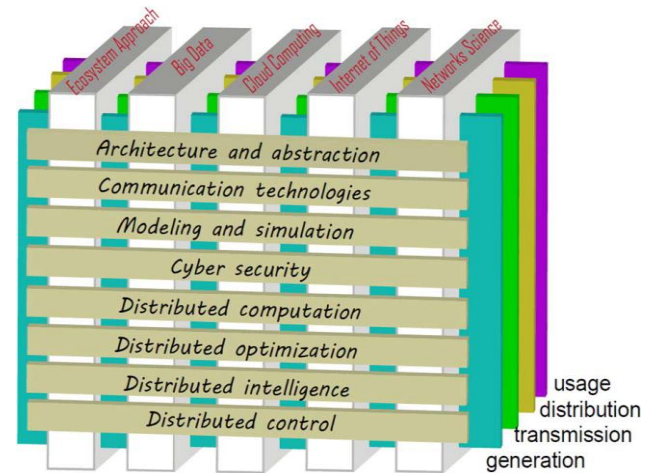 Ecosystem Approach
Big Data
Cloud Computing
Internet of Things
Networks Science
Architecture and abstraction
Communication technologies
Modeling and simulation
Cyber security
Distributed computation
Distributed optimization
Distributed intelligence
Distributed control
usage
distribution
transmission
generation